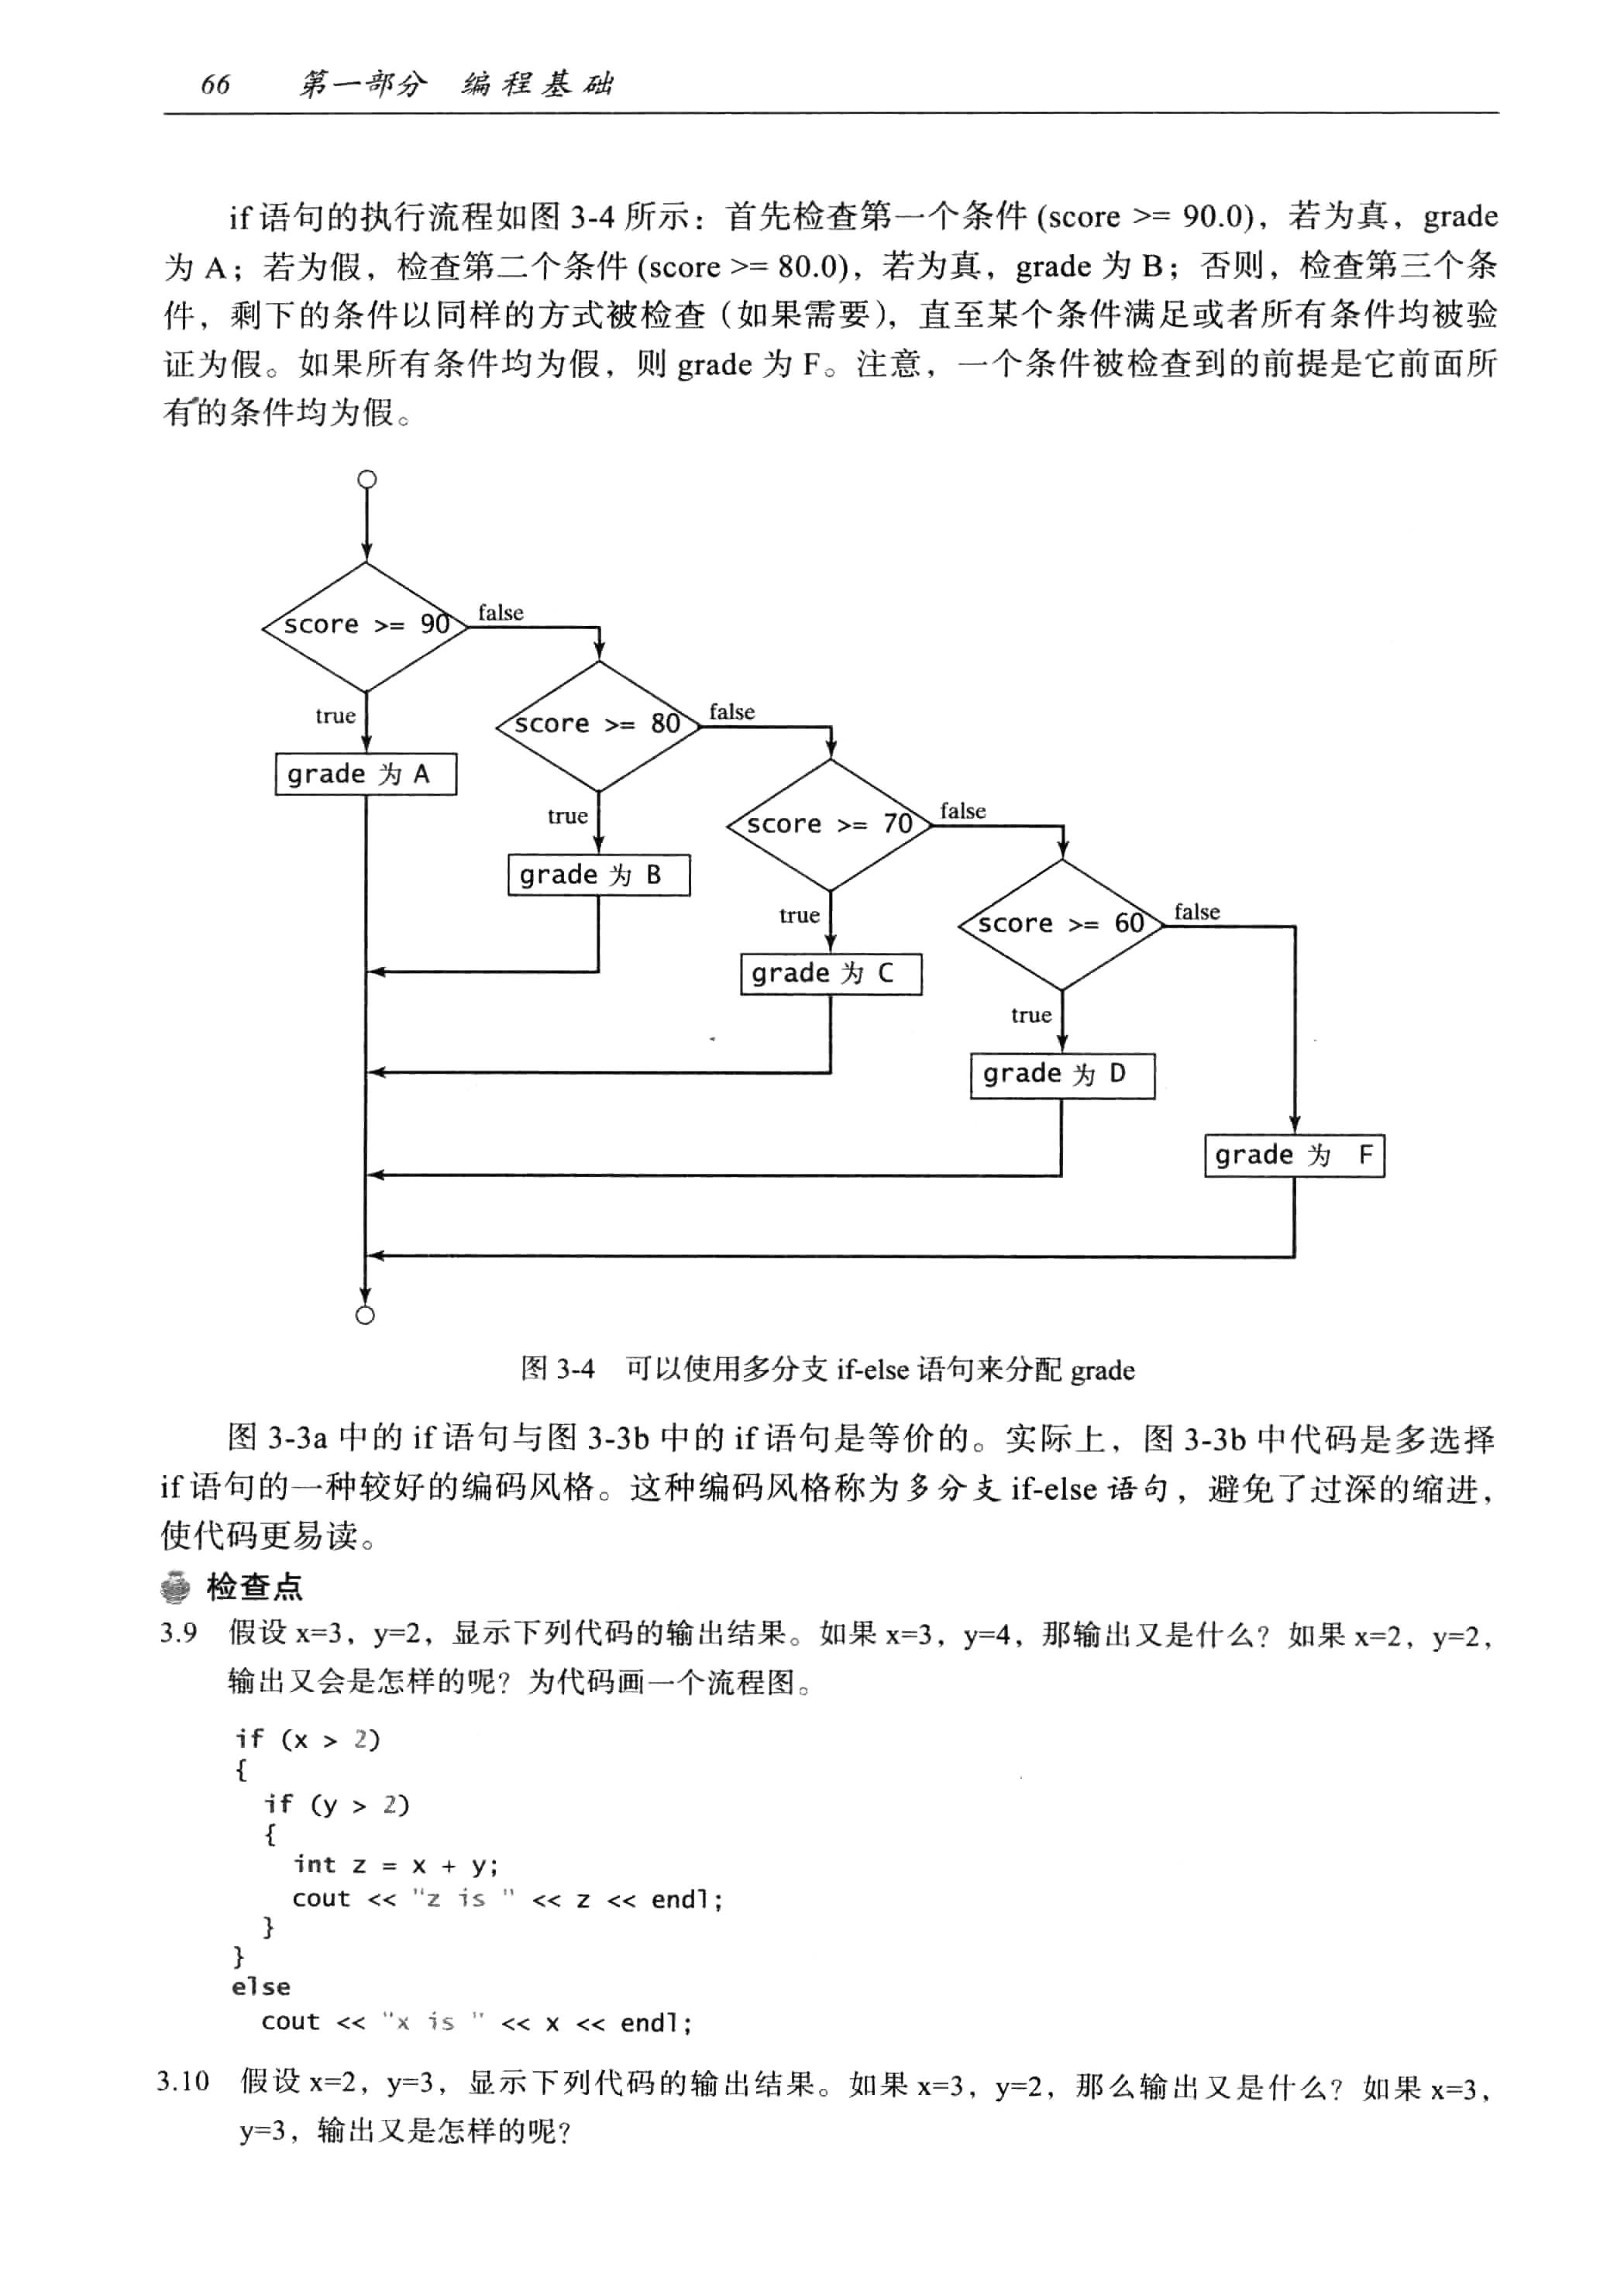 66 第一部分 编程基础
if 语句的执行流程如图 3-4 所示：首先检查第一个条件 (score >= 90.0)，若为真，grade
为 A；若为假，检查第二个条件 (score >= 80.0)，若为真，grade 为 B；否则，检查第三个条
件，剩下的条件以同样的方式被检查（如果需要），直至某个条件满足或者所有条件均被验
证为假。如果所有条件均为假，则 grade 为 F。注意，一个条件被检查到的前提是它前面所
有的条件均为假。
score >= 90
false
true
grade 为 A
score >= 80
false
true
grade 为 B
score >= 70
false
true
grade 为 C
score >= 60
false
true
grade 为 D
grade 为 F
图 3-4 可以使用多分支 if-else 语句来分配 grade
图 3-3a 中的 if 语句与图 3-3b 中的 if 语句是等价的。实际上，图 3-3b 中代码是多选择
if 语句的一种较好的编码风格。这种编码风格称为多分支 if-else 语句，避免了过深的缩进，
使代码更易读。
检查点
3.9 假设 x=3，y=2，显示下列代码的输出结果。如果 x=3，y=4，那输出又是什么？如果 x=2，y=2，
输出又会是怎样的呢？为代码画一个流程图。
if (x > 2)
{
if (y > 2)
{
int z = x + y;
cout << "z is " << z << endl;
}
}
else
cout << "x is " << x << endl;
3.10 假设 x=2，y=3，显示下列代码的输出结果。如果 x=3，y=2，那么输出又是什么？如果 x=3，
y=3，输出又是怎样的呢？